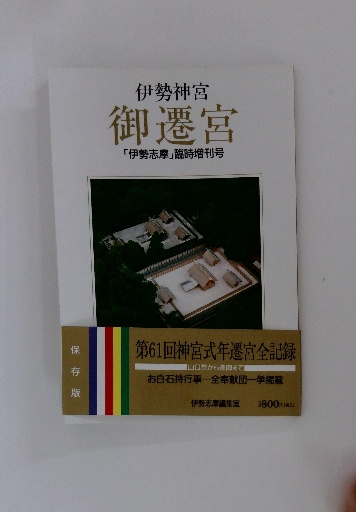 伊勢神宮
御遷宮
「伊勢志摩」臨時増刊号
保存版
第61回神宮式年遷宮全記録
お白石持行事…全奉献団一挙掲載
伊勢志摩編集室
800